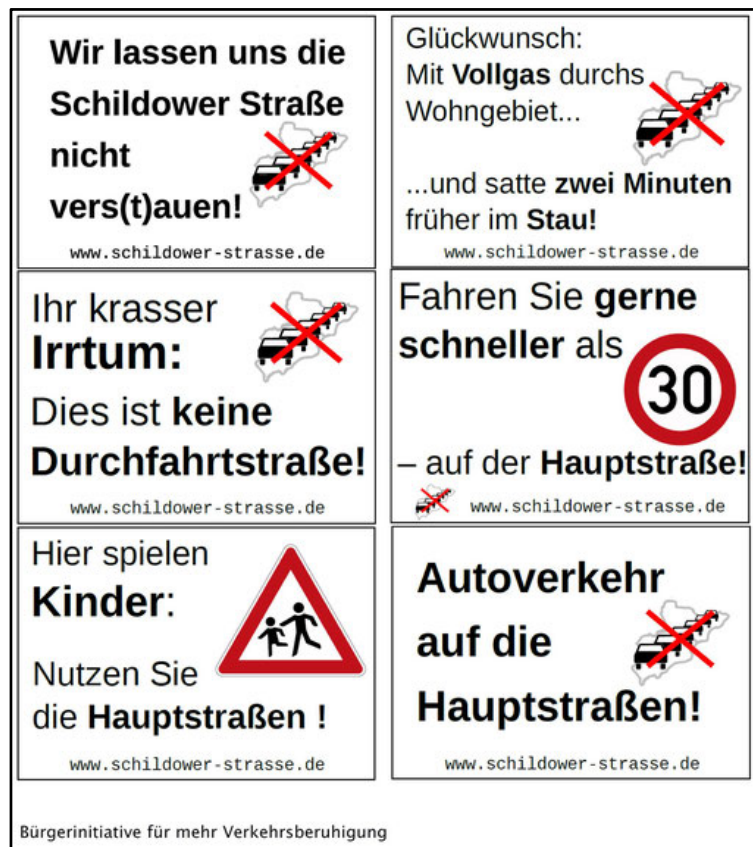 Wir lassen uns die
Schildower Straße
nicht
vers(t)auen!
www.schildower-strasse.de
Glückwunsch:
Mit Vollgas durchs
Wohngebiet...
...und satte zwei Minuten
früher im Stau!
www.schildower-strasse.de
Ihr krasser
Irrtum:
Dies ist keine
Durchfahrtstraße!
www.schildower-strasse.de
Fahren Sie gerne
schneller als
30
– auf der Hauptstraße!
www.schildower-strasse.de
Hier spielen
Kinder:
Nutzen Sie
die Hauptstraßen !
www.schildower-strasse.de
Autoverkehr
auf die
Hauptstraßen!
www.schildower-strasse.de
Bürgerinitiative für mehr Verkehrsberuhigung